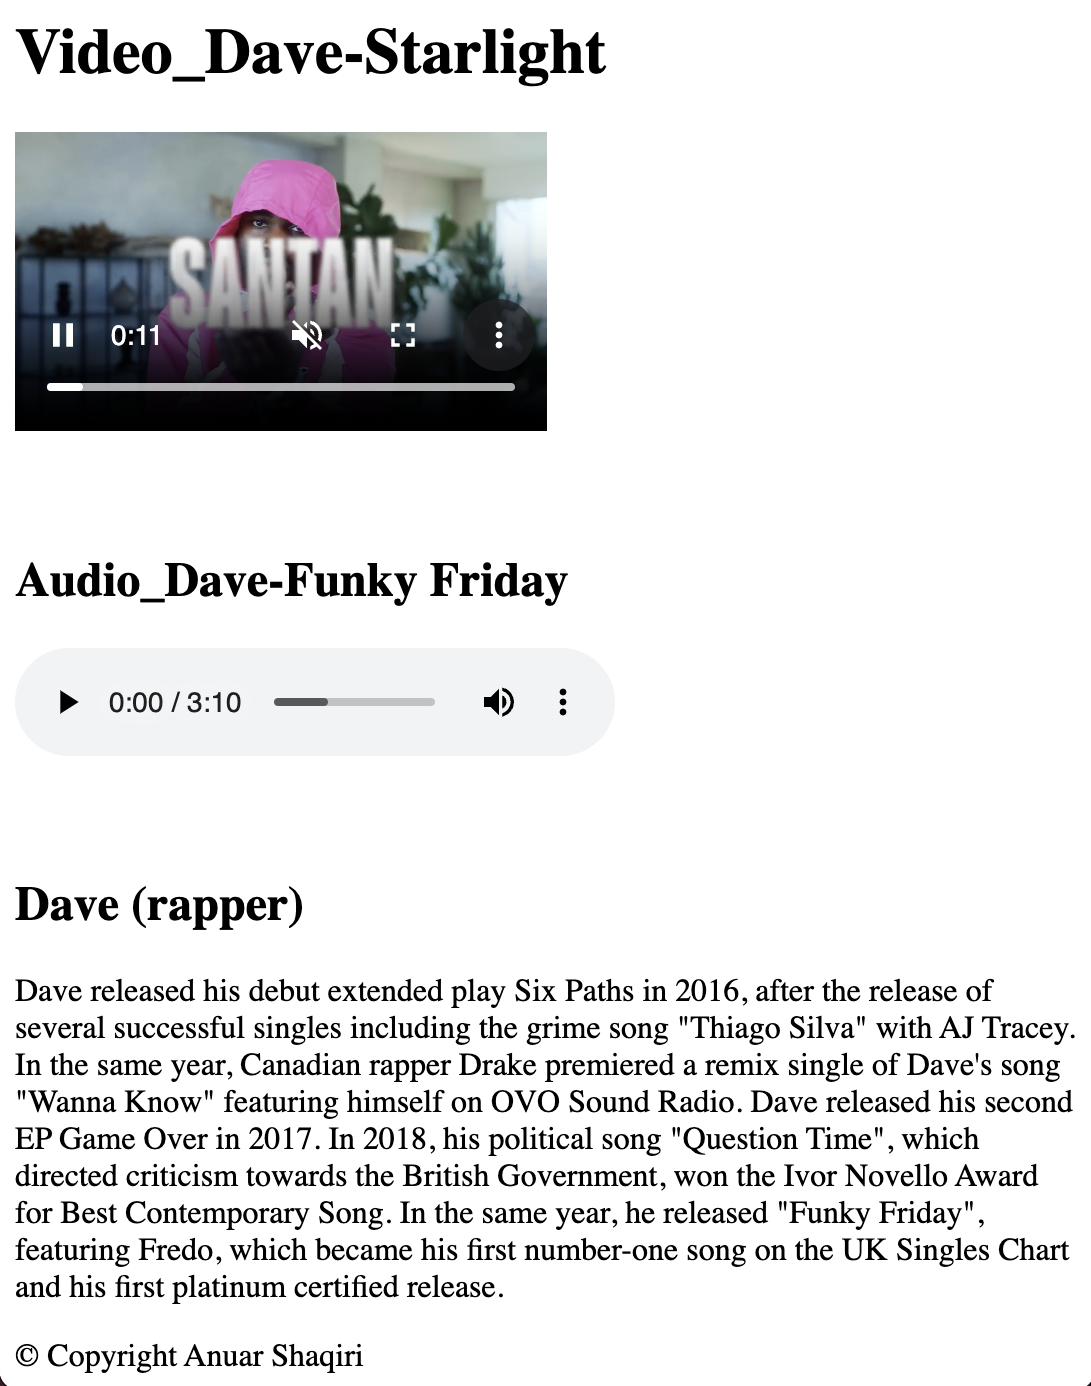 Video_Dave-Starlight
SANTAN
0:11
Audio_Dave-Funky Friday
0:00 / 3:10
Dave (rapper)
Dave released his debut extended play Six Paths in 2016, after the release of
several successful singles including the grime song "Thiago Silva" with AJ Tracey.
In the same year, Canadian rapper Drake premiered a remix single of Dave's song
"Wanna Know" featuring himself on OVO Sound Radio. Dave released his second
EP Game Over in 2017. In 2018, his political song "Question Time", which
directed criticism towards the British Government, won the Ivor Novello Award
for Best Contemporary Song. In the same year, he released "Funky Friday",
featuring Fredo, which became his first number-one song on the UK Singles Chart
and his first platinum certified release.
© Copyright Anuar Shaqiri